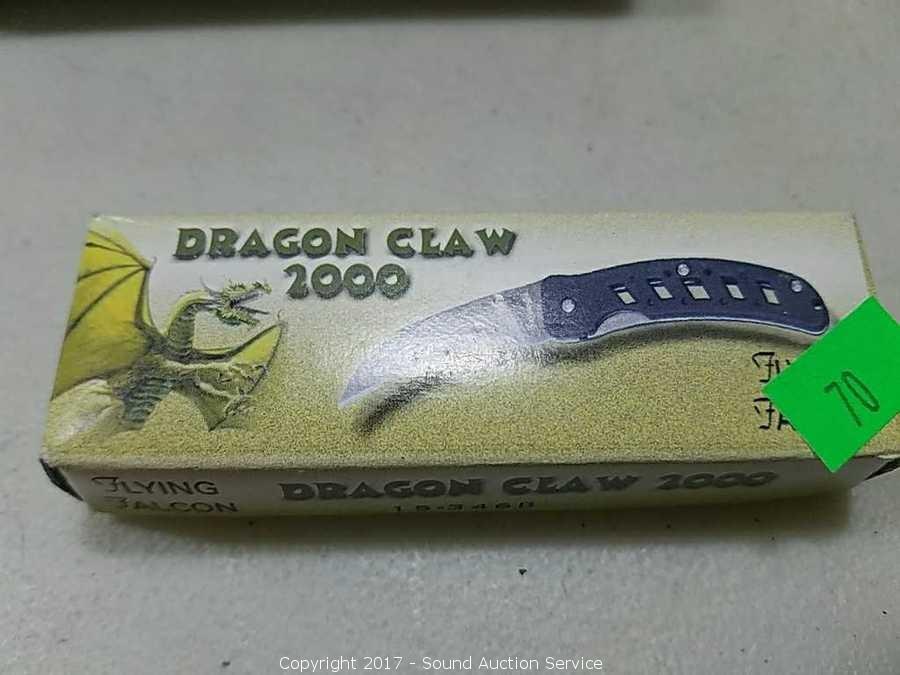 DRAGON CLAW
2000
70
FLYING
FALCON
DRAGON CLAW 2000
Copyright 2017 - Sound Auction Service